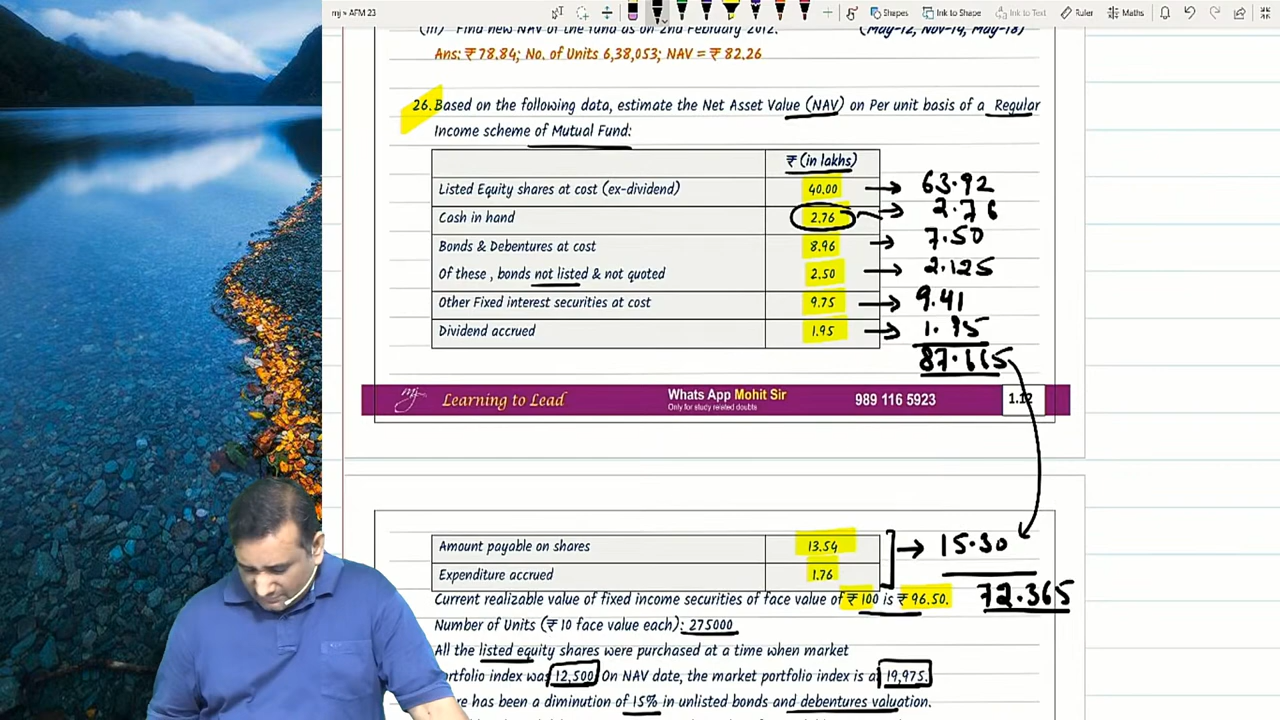 mj × AFM 23
Shapes
Ink to Shape
Ink to Text
Ruler
Maths
(iii) Find new NAV of the fund as on 2nd February 2012. (May-12, Nov-14, May-18)
Ans: ₹ 78.84; No. of Units 6,38,053; NAV = ₹ 82.26
26. Based on the following data, estimate the Net Asset Value (NAV) on Per unit basis of a Regular
Income scheme of Mutual Fund:
₹ (in lakhs)
Listed Equity shares at cost (ex-dividend) 40.00 → 63.92
Cash in hand 2.76 → 2.76
Bonds & Debentures at cost 8.96 → 7.50
Of these , bonds not listed & not quoted 2.50 → 2.125
Other Fixed interest securities at cost 9.75 → 9.41
Dividend accrued 1.95 → 1.95
87.115
mj Learning to Lead
Whats App Mohit Sir
Only for study related doubts
989 116 5923
1.12
Amount payable on shares 13.54 → 15.30
Expenditure accrued 1.76
72.365
Current realizable value of fixed income securities of face value of ₹ 100 is ₹ 96.50.
Number of Units (₹ 10 face value each): 275000
All the listed equity shares were purchased at a time when market
ortfolio index was 12,500 On NAV date, the market portfolio index is a 19,975.
re has been a diminution of 15% in unlisted bonds and debentures valuation.